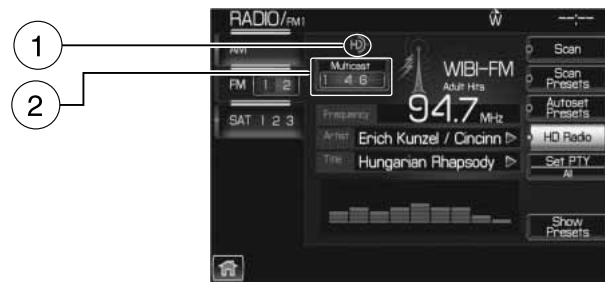 RADIO/FM1
W
--:--
1
HD
AM
Multicast
1 4 6
WIBI-FM
Adult Hits
Scan
FM 1 2
Scan
Presets
2
SAT 1 2 3
Frequency
94.7 MHz
Autoset
Presets
Artist Erich Kunzel / Cincinn
HD Radio
Title Hungarian Rhapsody
Set PTY
All
Show
Presets